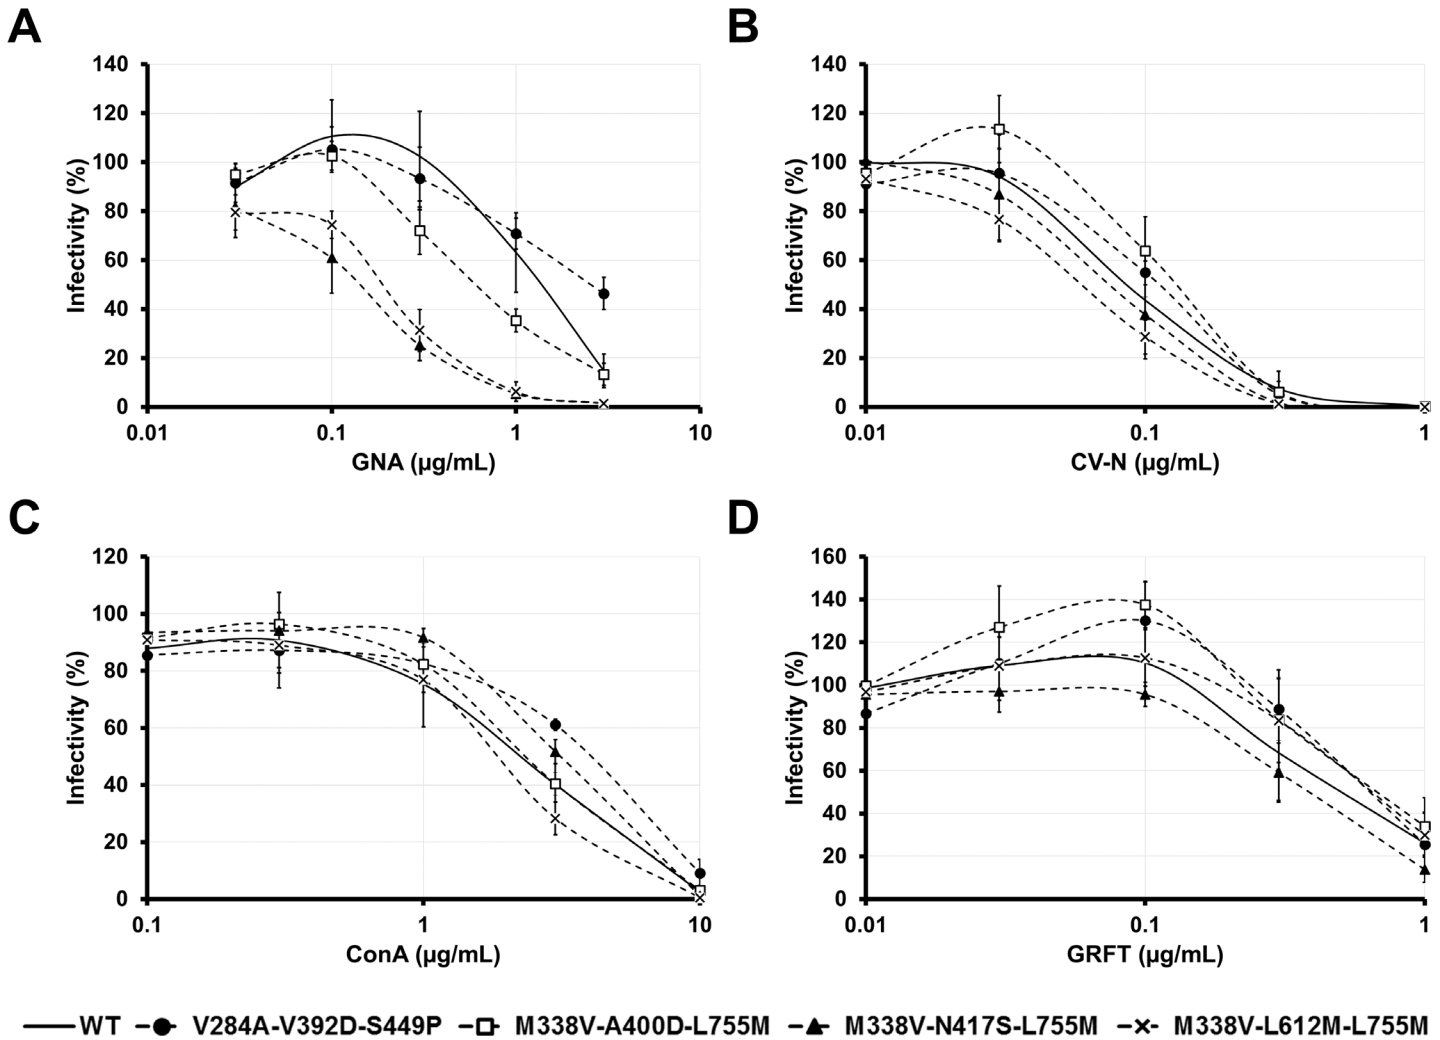 A
140
120
100
80
60
40
20
0
Infectivity (%)
0.01 0.1 1 10
GNA (µg/mL)
B
140
120
100
80
60
40
20
0
Infectivity (%)
0.01 0.1 1
CV-N (µg/mL)
C
120
100
80
60
40
20
0
Infectivity (%)
0.1 1 10
ConA (µg/mL)
D
160
140
120
100
80
60
40
20
0
Infectivity (%)
0.01 0.1 1
GRFT (µg/mL)
WT V284A-V392D-S449P M338V-A400D-L755M M338V-N417S-L755M M338V-L612M-L755M